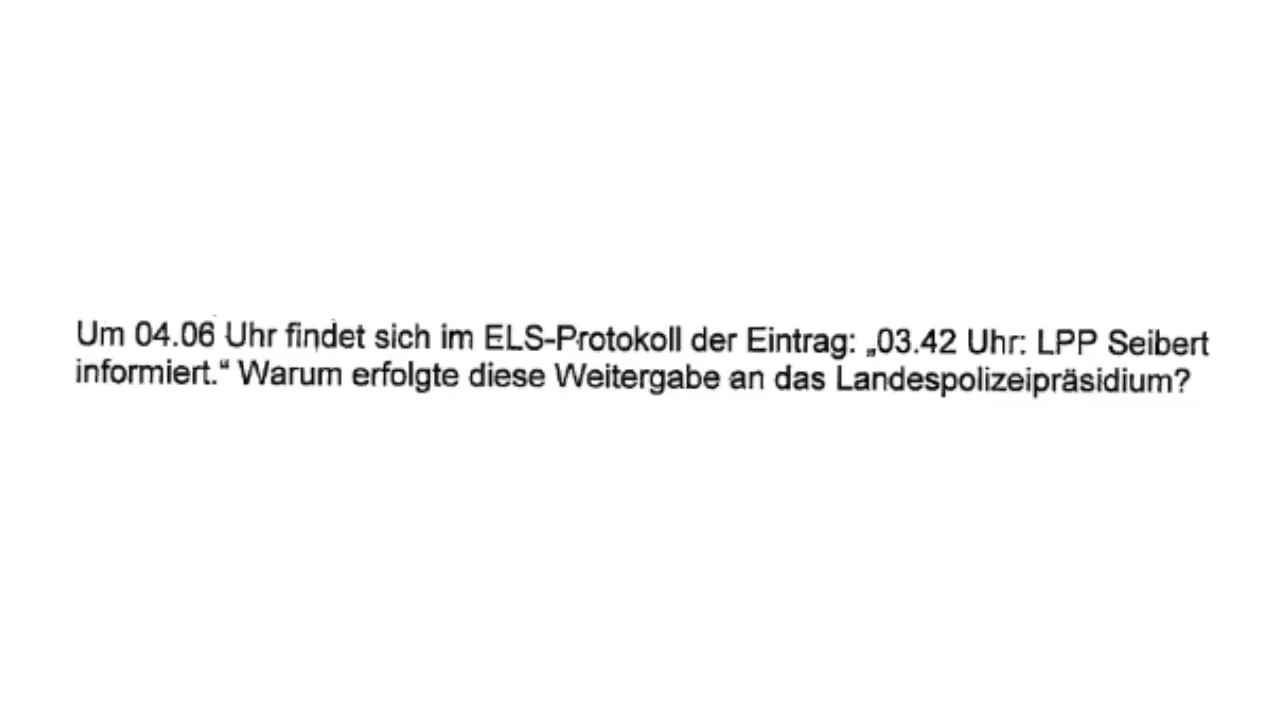 Um 04.06 Uhr findet sich im ELS-Protokoll der Eintrag: „03.42 Uhr: LPP Seibert
informiert.“ Warum erfolgte diese Weitergabe an das Landespolizeipräsidium?